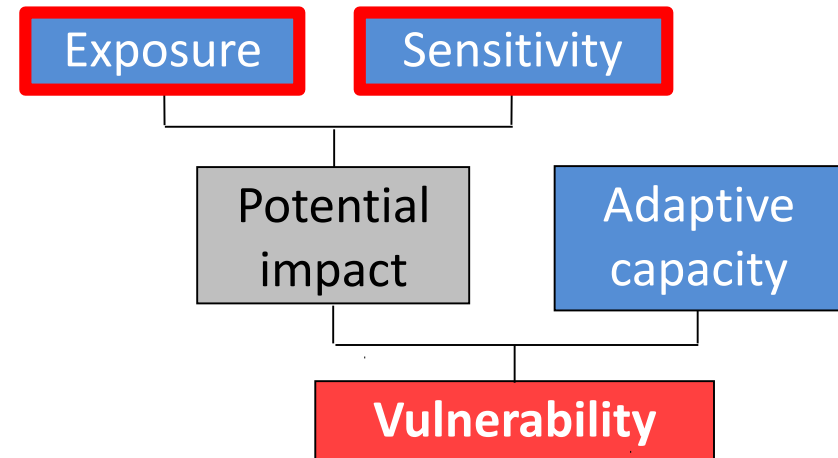 Exposure
Sensitivity
Potential
impact
Adaptive
capacity
Vulnerability